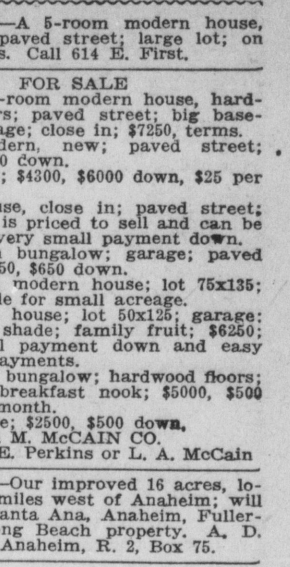 —A 5-room modern house,
paved street; large lot; on
s. Call 614 E. First.
FOR SALE
-room modern house, hard-
rs; paved street; big base-
age; close in; $7250, terms.
dern, new; paved street;
0 down.
; $4300, $6000 down, $25 per
use, close in; paved street;
is priced to sell and can be
very small payment down.
bungalow; garage; paved
50, $650 down.
modern house; lot 75x135;
le for small acreage.
house; lot 50x125; garage:
shade; family fruit; $6250;
l payment down and easy
ayments.
bungalow; hardwood floors;
breakfast nook; $5000, $500
month.
e; $2500, $500 down.
M. McCAIN CO.
E. Perkins or L. A. McCain
—Our improved 16 acres, lo-
miles west of Anaheim; will
anta Ana, Anaheim, Fuller-
ng Beach property. A. D.
Anaheim, R. 2, Box 75.